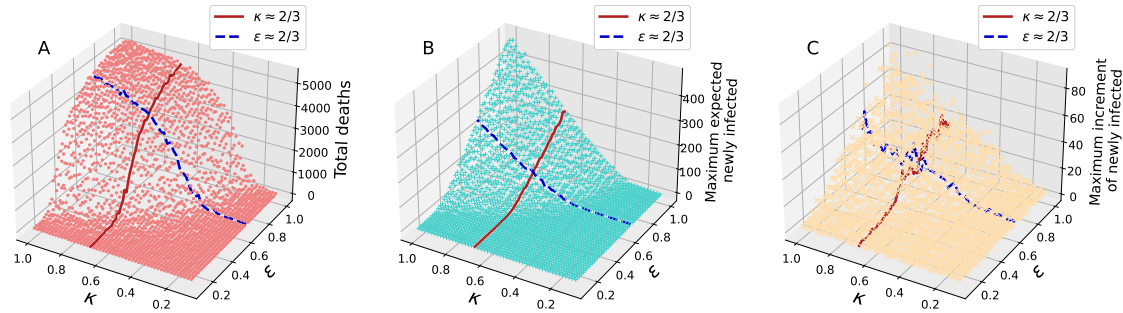 A
κ ≈ 2/3
ε ≈ 2/3
5000
4000
3000
2000
1000
0
Total deaths
1.0
0.8
0.6
0.4
0.2
κ
0.2
0.4
0.6
0.8
1.0
ε
B
κ ≈ 2/3
ε ≈ 2/3
400
300
200
100
0
Maximum expected
newly infected
1.0
0.8
0.6
0.4
0.2
κ
0.2
0.4
0.6
0.8
1.0
ε
C
κ ≈ 2/3
ε ≈ 2/3
80
60
40
20
0
Maximum increment
of newly infected
1.0
0.8
0.6
0.4
0.2
κ
0.2
0.4
0.6
0.8
1.0
ε